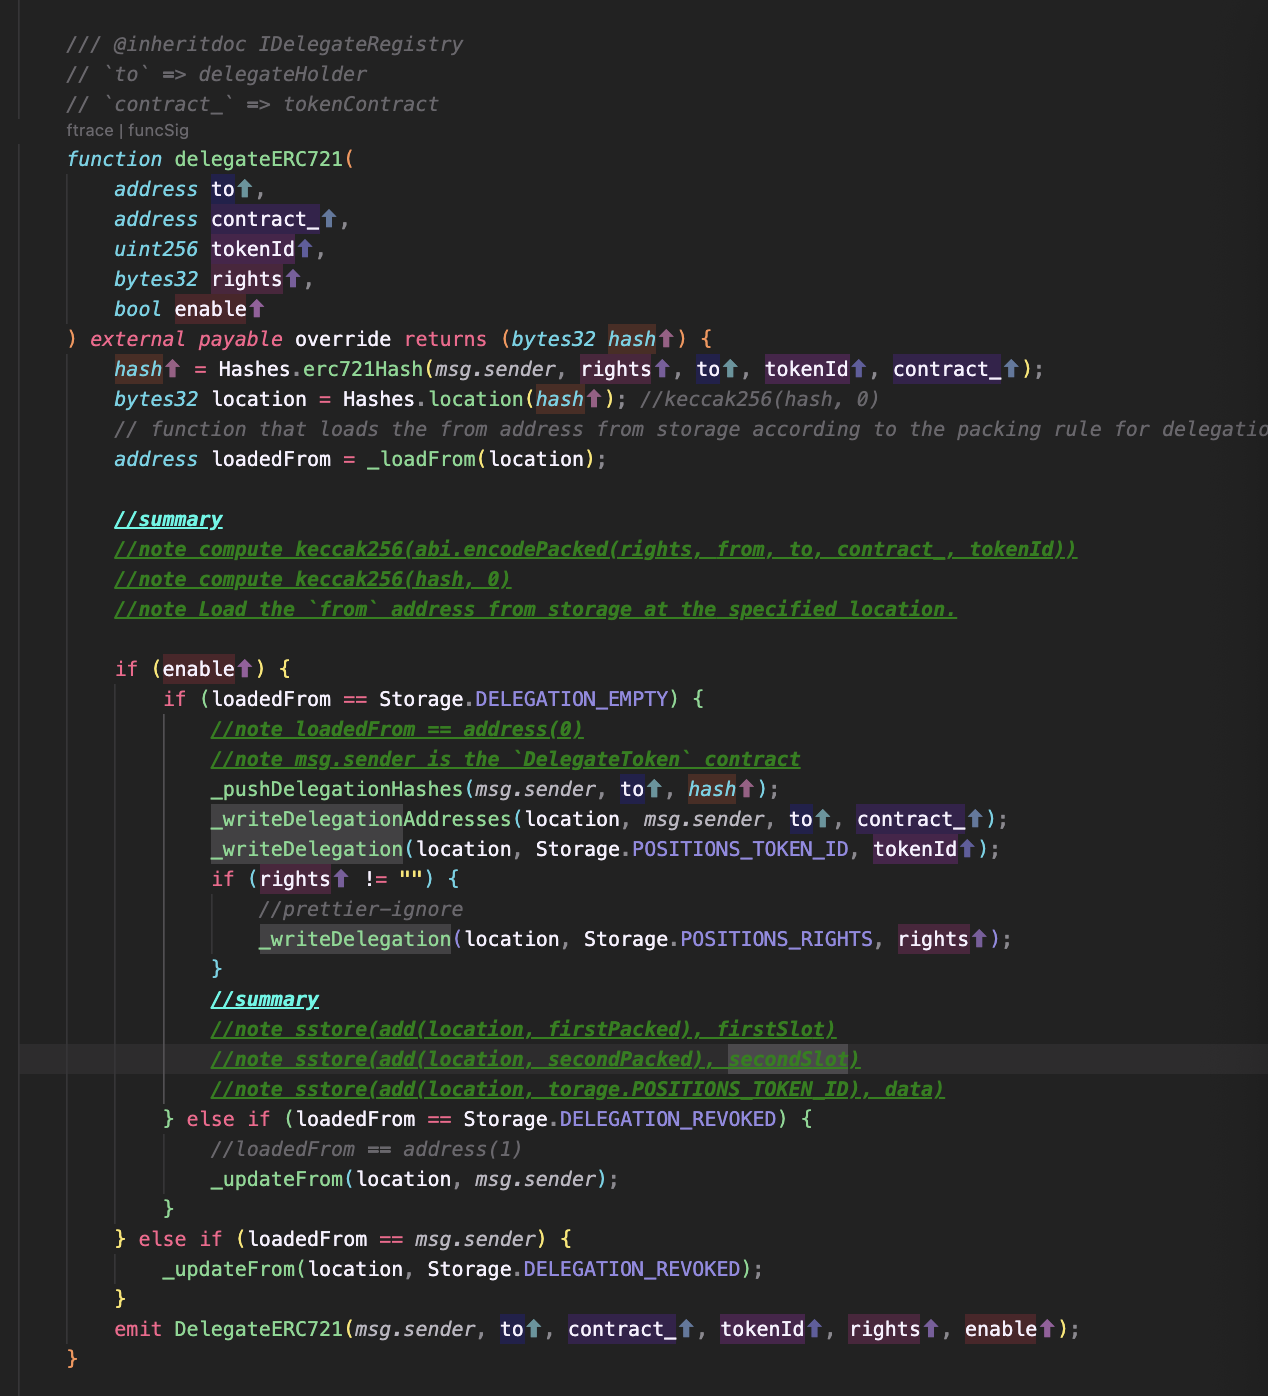 /// @inheritdoc IDelegateRegistry
// `to` => delegateHolder
// `contract_` => tokenContract
ftrace | funcSig
function delegateERC721(
address to⬆,
address contract_⬆,
uint256 tokenId⬆,
bytes32 rights⬆,
bool enable⬆
) external payable override returns (bytes32 hash⬆) {
hash⬆ = Hashes.erc721Hash(msg.sender, rights⬆, to⬆, tokenId⬆, contract_⬆);
bytes32 location = Hashes.location(hash⬆); //keccak256(hash, 0)
// function that loads the from address from storage according to the packing rule for delegatio
address loadedFrom = _loadFrom(location);
//summary
//note compute keccak256(abi.encodePacked(rights, from, to, contract_, tokenId))
//note compute keccak256(hash, 0)
//note Load the `from` address from storage at the specified location.
if (enable⬆) {
if (loadedFrom == Storage.DELEGATION_EMPTY) {
//note loadedFrom == address(0)
//note msg.sender is the `DelegateToken` contract
_pushDelegationHashes(msg.sender, to⬆, hash⬆);
_writeDelegationAddresses(location, msg.sender, to⬆, contract_⬆);
_writeDelegation(location, Storage.POSITIONS_TOKEN_ID, tokenId⬆);
if (rights⬆ != "") {
//prettier-ignore
_writeDelegation(location, Storage.POSITIONS_RIGHTS, rights⬆);
}
//summary
//note sstore(add(location, firstPacked), firstSlot)
//note sstore(add(location, secondPacked), secondSlot)
//note sstore(add(location, torage.POSITIONS_TOKEN_ID), data)
} else if (loadedFrom == Storage.DELEGATION_REVOKED) {
//loadedFrom == address(1)
_updateFrom(location, msg.sender);
}
} else if (loadedFrom == msg.sender) {
_updateFrom(location, Storage.DELEGATION_REVOKED);
}
emit DelegateERC721(msg.sender, to⬆, contract_⬆, tokenId⬆, rights⬆, enable⬆);
}